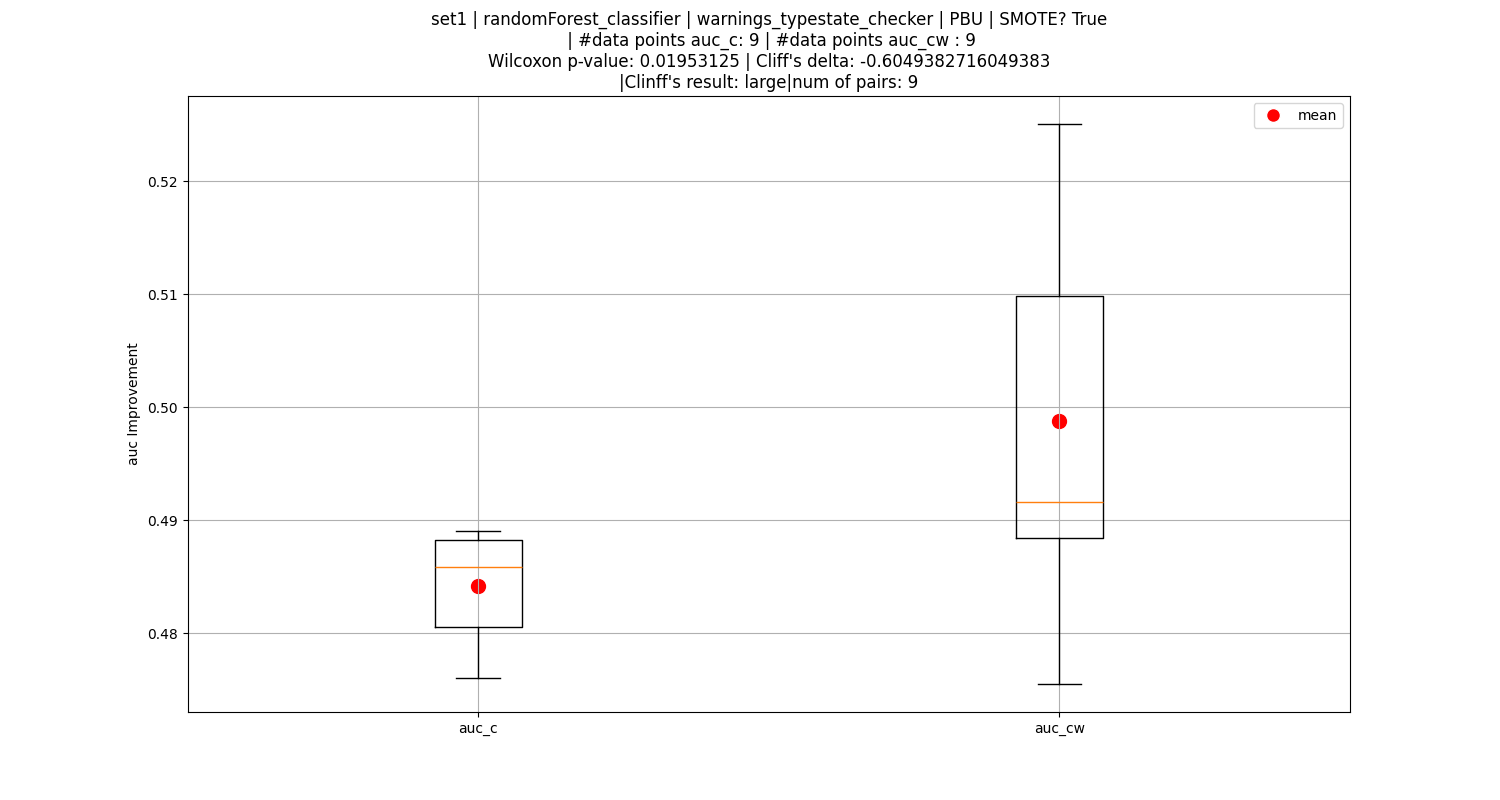 set1 | randomForest_classifier | warnings_typestate_checker | PBU | SMOTE? True
| #data points auc_c: 9 | #data points auc_cw : 9
Wilcoxon p-value: 0.01953125 | Cliff's delta: -0.6049382716049383
|Clinff's result: large|num of pairs: 9
mean
0.52
0.51
0.50
0.49
0.48
auc Improvement
auc_c
auc_cw